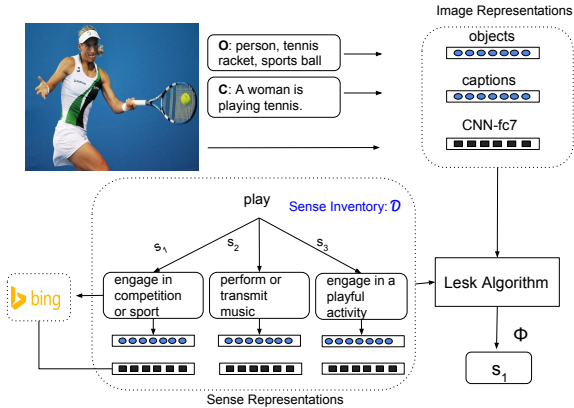 Image Representations
O: person, tennis
racket, sports ball
objects
C: A woman is
playing tennis.
captions
CNN-fc7
play
Sense Inventory: D
s1
s2
s3
engage in
competition
or sport
perform or
transmit
music
engage in a
playful
activity
bing
Lesk Algorithm
Φ
s1
Sense Representations